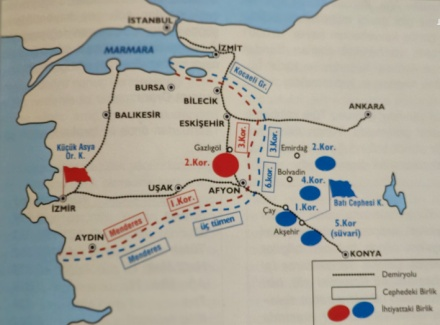 İSTANBUL
MARMARA
İZMİT
Kocaeli Gr
BURSA
BİLECİK
ANKARA
BALIKESİR
ESKİŞEHİR
3.Kor.
3.Kor.
Küçük Asya
Or. K.
Gazlıgöl
2.Kor.
Emirdağ
2.Kor.
Bolvadin
6.kor.
4.Kor.
UŞAK
AFYON
Batı Cephesi K.
İZMİR
1.Kor.
Çay
1.Kor.
Menderes
üç tümen
5.Kor
(süvari)
AYDIN
Akşehir
Menderes
KONYA
Demiryolu
Cephedeki Birlik
İhtiyattaki Birlik